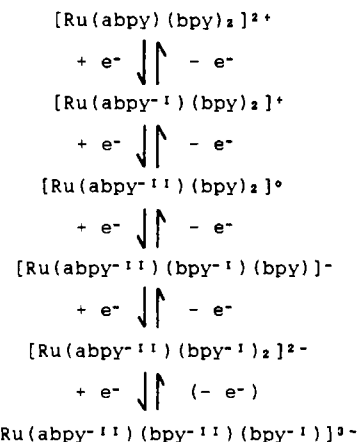 [Ru(abpy)(bpy)₂]²⁺
+ e⁻ ⇃↾ - e⁻
[Ru(abpy⁻ᴵ)(bpy)₂]⁺
+ e⁻ ⇃↾ - e⁻
[Ru(abpy⁻ᴵᴵ)(bpy)₂]⁰
+ e⁻ ⇃↾ - e⁻
[Ru(abpy⁻ᴵᴵ)(bpy⁻ᴵ)(bpy)]⁻
+ e⁻ ⇃↾ - e⁻
[Ru(abpy⁻ᴵᴵ)(bpy⁻ᴵ)₂]²⁻
+ e⁻ ⇃↾ (- e⁻)
Ru(abpy⁻ᴵᴵ)(bpy⁻ᴵᴵ)(bpy⁻ᴵ)]³⁻